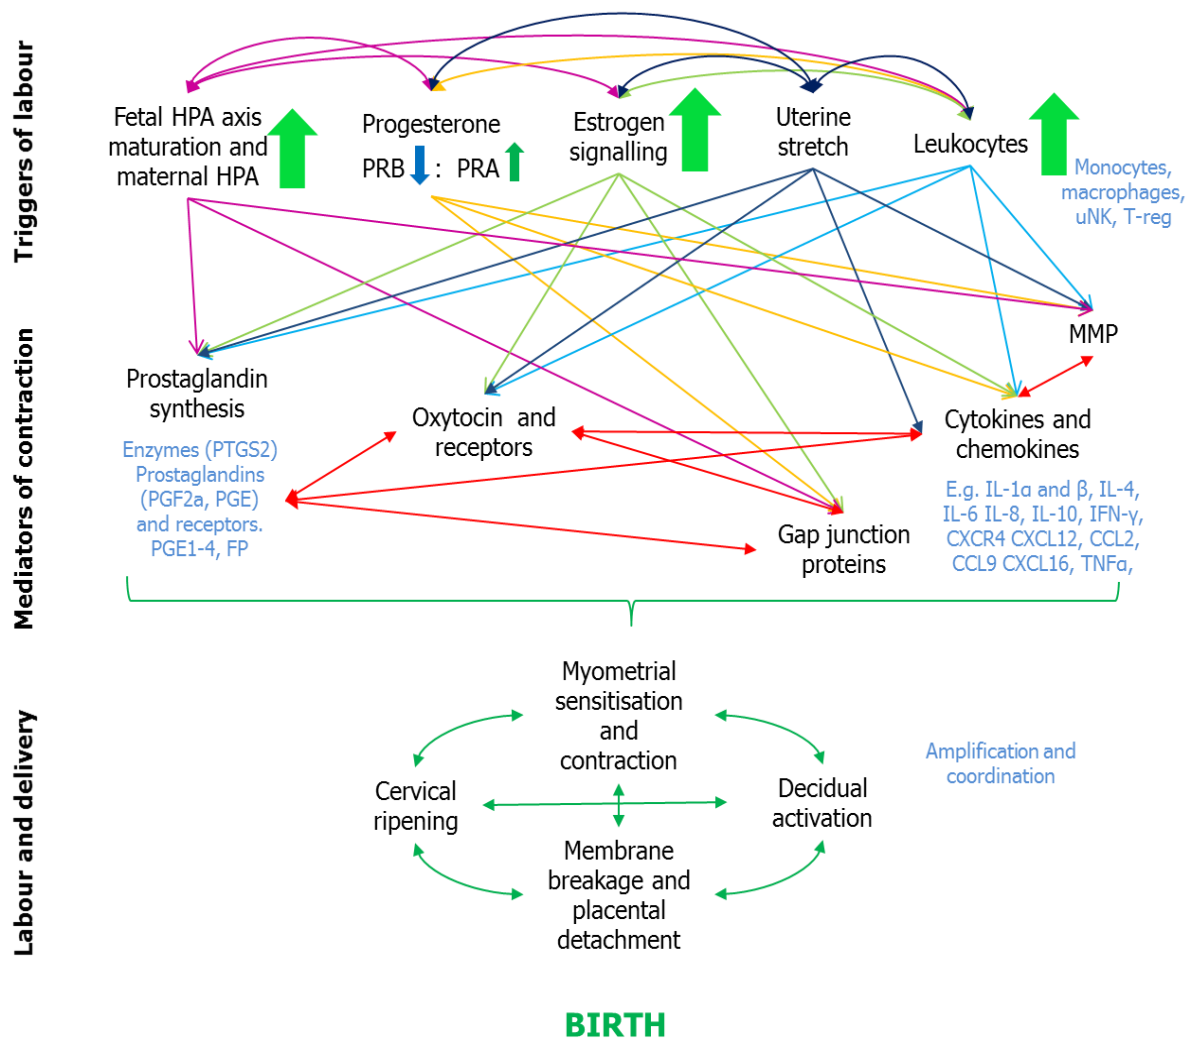 Triggers of labour
Fetal HPA axis
maturation and
maternal HPA
Progesterone
PRB : PRA
Estrogen
signalling
Uterine
stretch
Leukocytes
Monocytes,
macrophages,
uNK, T-reg
Mediators of contraction
MMP
Prostaglandin
synthesis
Enzymes (PTGS2)
Prostaglandins
(PGF2a, PGE)
and receptors.
PGE1-4, FP
Oxytocin and
receptors
Gap junction
proteins
Cytokines and
chemokines
E.g. IL-1α and β, IL-4,
IL-6 IL-8, IL-10, IFN-γ,
CXCR4 CXCL12, CCL2,
CCL9 CXCL16, TNFα,
Labour and delivery
Myometrial
sensitisation
and
contraction
Cervical
ripening
Decidual
activation
Membrane
breakage and
placental
detachment
Amplification and
coordination
BIRTH